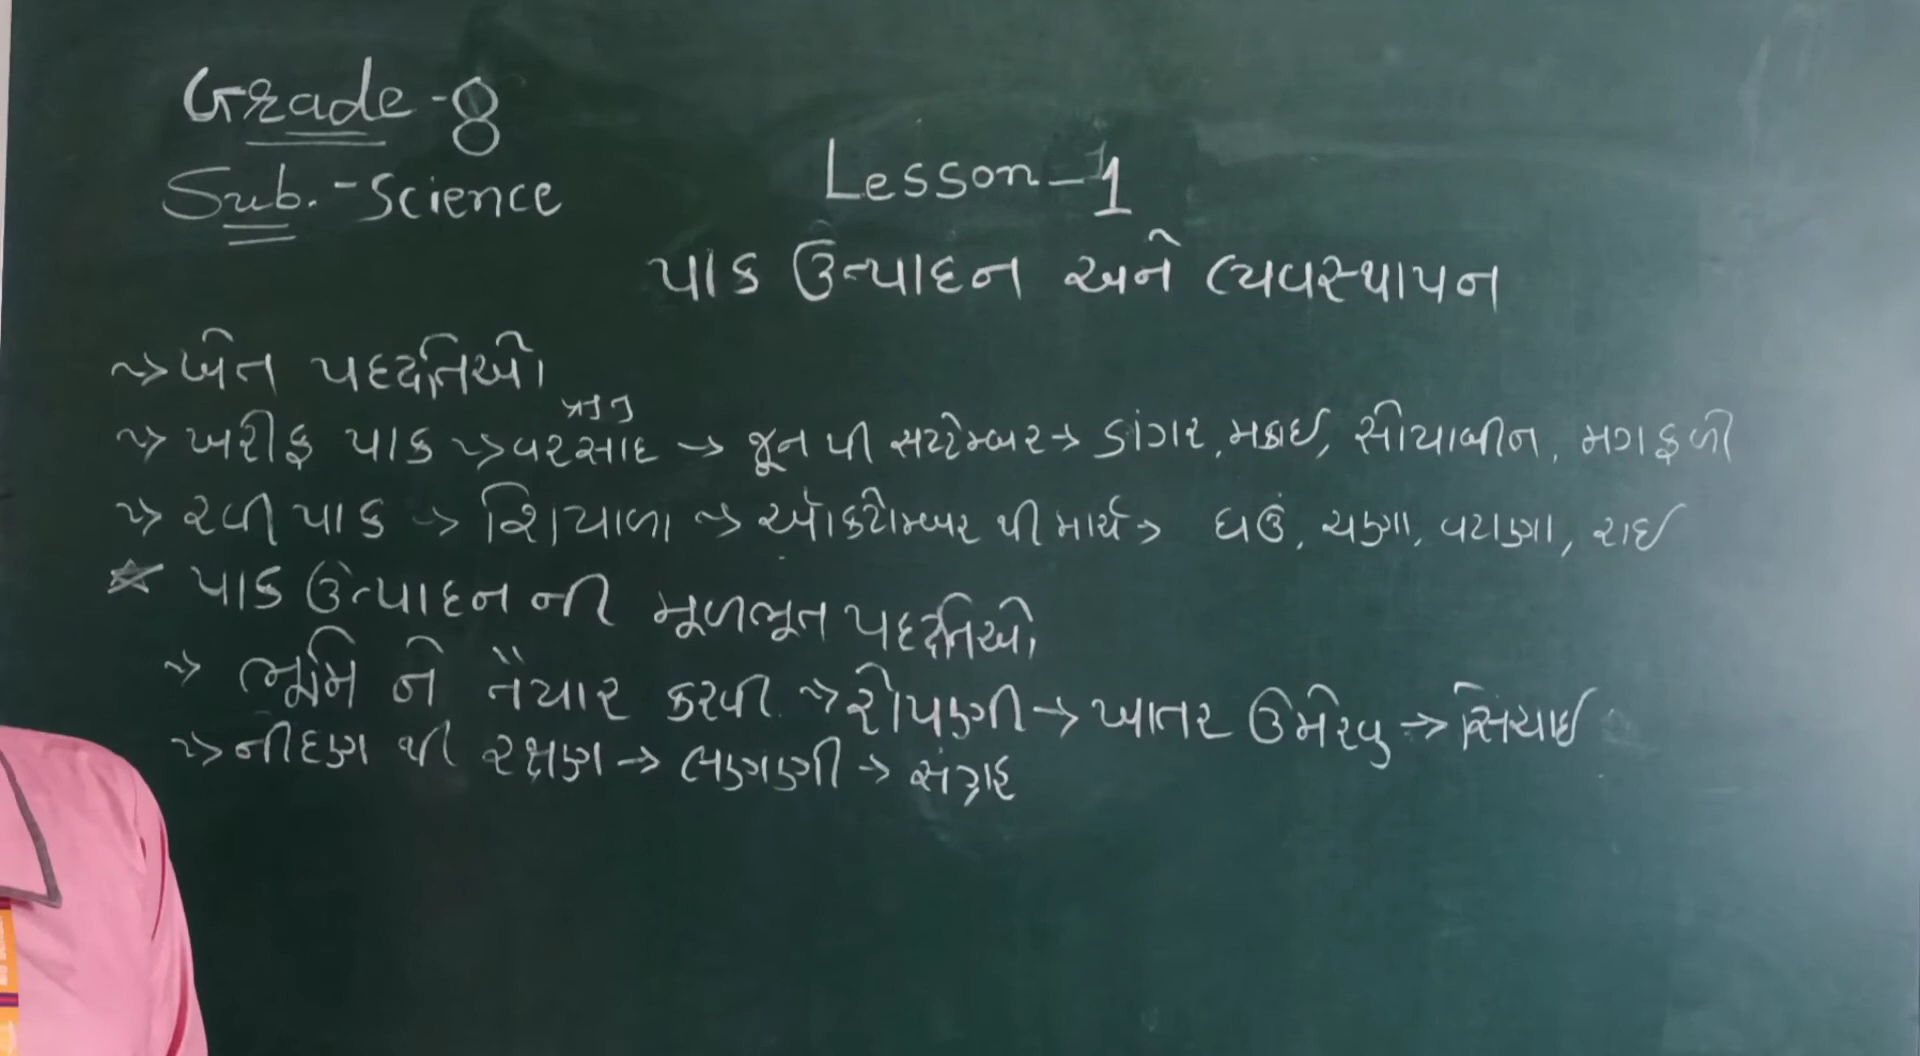 Grade-8
Sub.-Science
Lesson-1
પાક ઉત્પાદન અને વ્યવસ્થાપન
~> ખેત પદ્ધતિઓ
~> ખરીફ પાક ~> વરસાદ -> જૂન થી સપ્ટેમ્બર -> ડાંગર, મકાઈ, સોયાબીન, મગફળી
~> રવી પાક -> શિયાળા ~> ઓકટોમ્બર થી માર્ચ -> ઘઉં, ચણા, વટાણા, રાઈ
☆ પાક ઉત્પાદન ની મૂળભૂત પદ્ધતિઓ
~> ભૂમિ ને તૈયાર કરવી ~> રોપણી -> ખાતર ઉમેરવુ -> સિંચાઈ
~> નીંદણ થી રક્ષણ -> લણણી -> સંગ્રહ